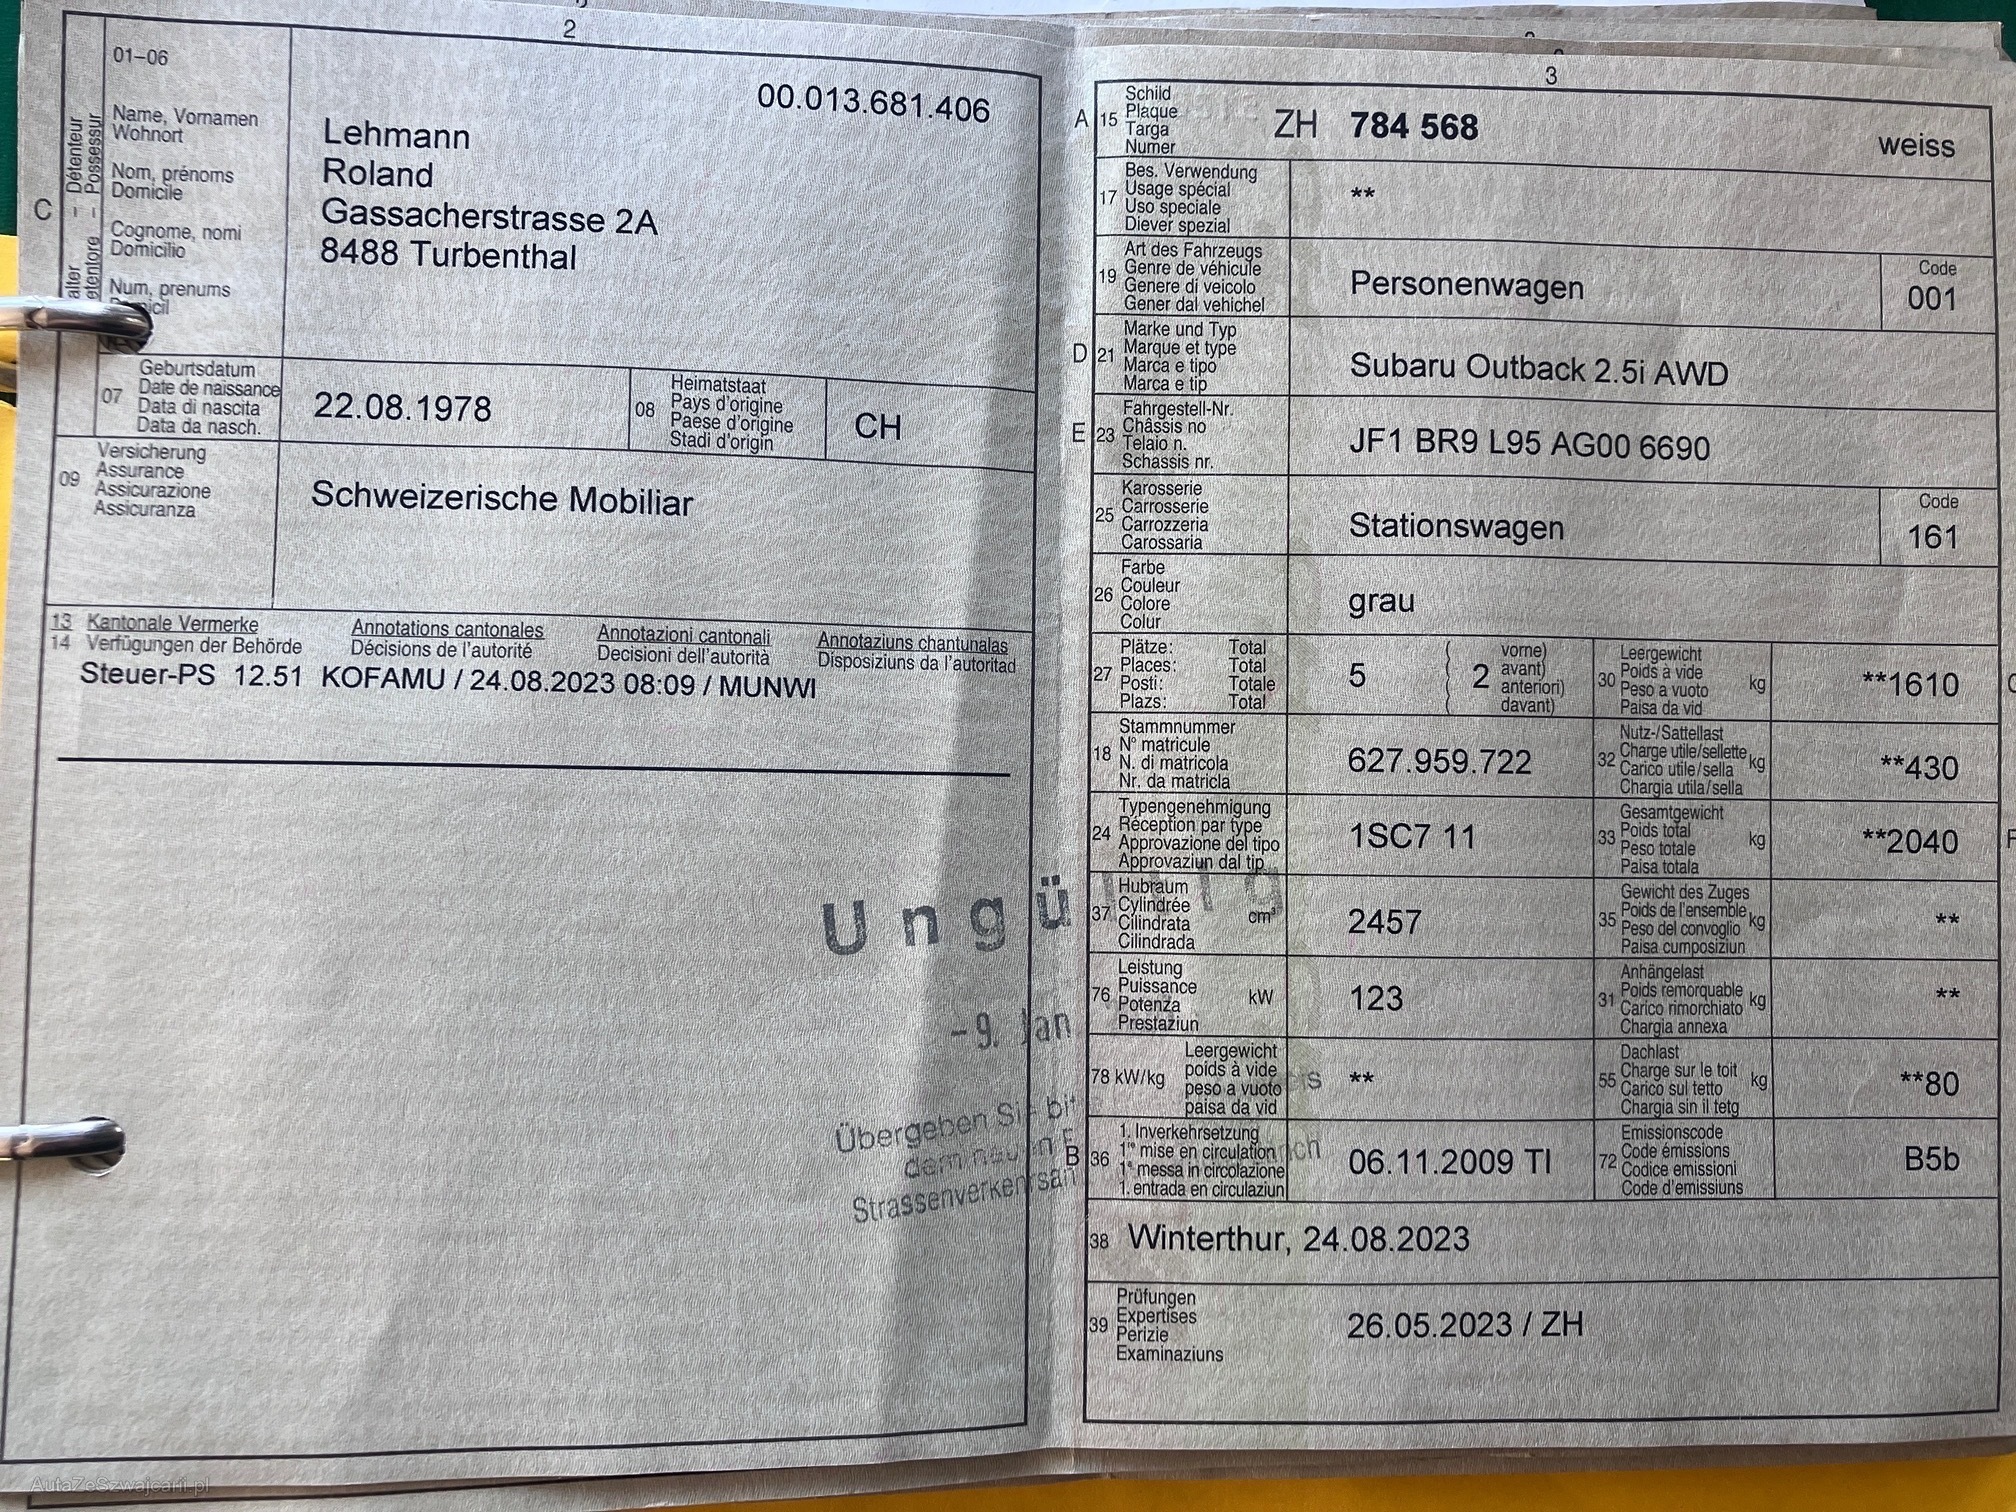 2
01–06
00.013.681.406
C
Détenteur
Possessur
Name, Vornamen
Wohnort
Nom, prénoms
Domicile
Cognome, nomi
Domicilio
Num, prenums
Lehmann
Roland
Gassacherstrasse 2A
8488 Turbenthal
07
Geburtsdatum
Date de naissance
Data di nascita
Data da nasch.
22.08.1978
08
Heimatstaat
Pays d'origine
Paese d'origine
Stadi d'origin
CH
09
Versicherung
Assurance
Assicurazione
Assicuranza
Schweizerische Mobiliar
13 Kantonale Vermerke Annotations cantonales Annotazioni cantonali Annotaziuns chantunalas
14 Verfügungen der Behörde Décisions de l'autorité Decisioni dell'autorità Disposiziuns da l'autoritad
Steuer-PS 12.51 KOFAMU / 24.08.2023 08:09 / MUNWI
Ungültig
-9. Jan
Übergeben
Strassenverkehrsamt
3
A 15
Schild
Plaque
Targa
Numer
ZH 784 568
weiss
17
Bes. Verwendung
Usage spécial
Uso speciale
Diever spezial
**
19
Art des Fahrzeugs
Genre de véhicule
Genere di veicolo
Gener dal vehichel
Personenwagen
Code
001
D 21
Marke und Typ
Marque et type
Marca e tipo
Marca e tip
Subaru Outback 2.5i AWD
E 23
Fahrgestell-Nr.
Châssis no
Telaio n.
Schassis nr.
JF1 BR9 L95 AG00 6690
25
Karosserie
Carrosserie
Carrozzeria
Carossaria
Stationswagen
Code
161
26
Farbe
Couleur
Colore
Colur
grau
27
Plätze: Total
Places: Total
Posti: Totale
Plazs: Total
5
2
vorne)
avant)
anteriori)
davant)
30
Leergewicht
Poids à vide
Peso a vuoto
Paisa da vid
kg
**1610
18
Stammnummer
N° matricule
N. di matricola
Nr. da matricla
627.959.722
32
Nutz-/Sattellast
Charge utile/sellette
Carico utile/sella
Chargia utila/sella
kg
**430
24
Typengenehmigung
Réception par type
Approvazione del tipo
Approvaziun dal tip
1SC7 11
33
Gesamtgewicht
Poids total
Peso totale
Paisa totala
kg
**2040
37
Hubraum
Cylindrée
Cilindrata
Cilindrada
cm³
2457
35
Gewicht des Zuges
Poids de l'ensemble
Peso del convoglio
Paisa cumposiziun
kg
**
76
Leistung
Puissance
Potenza
Prestaziun
kW
123
31
Anhängelast
Poids remorquable
Carico rimorchiato
Chargia annexa
kg
**
78 kW/kg
Leergewicht
poids à vide
peso a vuoto
paisa da vid
**
55
Dachlast
Charge sur le toit
Carico sul tetto
Chargia sin il tetg
kg
**80
B 36
1. Inverkehrsetzung
1re mise en circulation
1a messa in circolazione
1. entrada en circulaziun
06.11.2009 TI
72
Emissionscode
Code émissions
Codice emissioni
Code d'emissiuns
B5b
38
Winterthur, 24.08.2023
39
Prüfungen
Expertises
Perizie
Examinaziuns
26.05.2023 / ZH
AutaZeSzwajcarii.pl